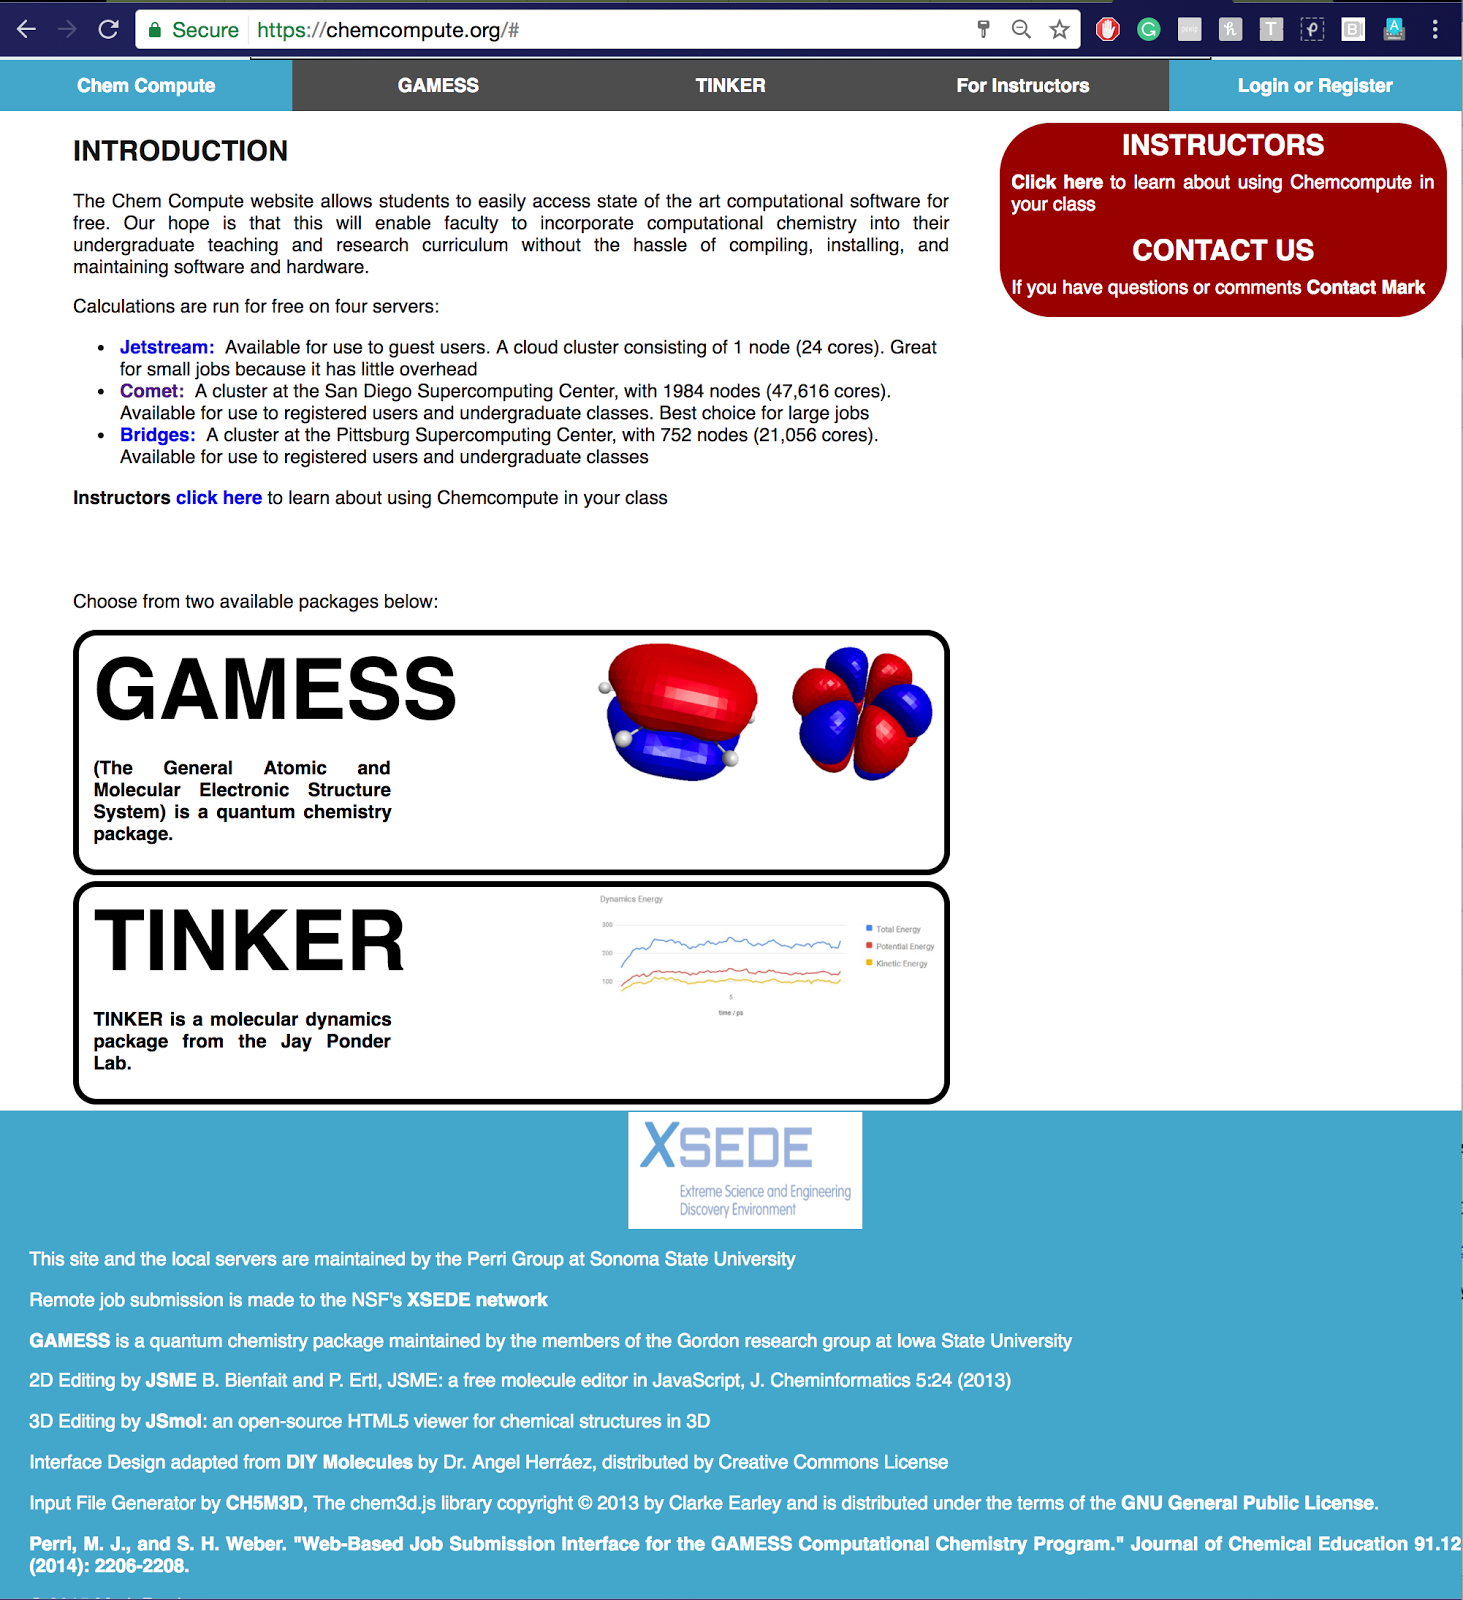 Secure https://chemcompute.org/#
Chem Compute GAMESS TINKER For Instructors Login or Register
INTRODUCTION
The Chem Compute website allows students to easily access state of the art computational software for
free. Our hope is that this will enable faculty to incorporate computational chemistry into their
undergraduate teaching and research curriculum without the hassle of compiling, installing, and
maintaining software and hardware.
Calculations are run for free on four servers:
• Jetstream: Available for use to guest users. A cloud cluster consisting of 1 node (24 cores). Great
for small jobs because it has little overhead
• Comet: A cluster at the San Diego Supercomputing Center, with 1984 nodes (47,616 cores).
Available for use to registered users and undergraduate classes. Best choice for large jobs
• Bridges: A cluster at the Pittsburg Supercomputing Center, with 752 nodes (21,056 cores).
Available for use to registered users and undergraduate classes
Instructors click here to learn about using Chemcompute in your class
INSTRUCTORS
Click here to learn about using Chemcompute in
your class
CONTACT US
If you have questions or comments Contact Mark
Choose from two available packages below:
GAMESS
(The General Atomic and
Molecular Electronic Structure
System) is a quantum chemistry
package.
TINKER
TINKER is a molecular dynamics
package from the Jay Ponder
Lab.
Dynamics Energy
300
200
100
5
time / ps
Total Energy
Potential Energy
Kinetic Energy
XSEDE
Extreme Science and Engineering
Discovery Environment
This site and the local servers are maintained by the Perri Group at Sonoma State University
Remote job submission is made to the NSF's XSEDE network
GAMESS is a quantum chemistry package maintained by the members of the Gordon research group at Iowa State University
2D Editing by JSME B. Bienfait and P. Ertl, JSME: a free molecule editor in JavaScript, J. Cheminformatics 5:24 (2013)
3D Editing by JSmol: an open-source HTML5 viewer for chemical structures in 3D
Interface Design adapted from DIY Molecules by Dr. Angel Herráez, distributed by Creative Commons License
Input File Generator by CH5M3D, The chem3d.js library copyright © 2013 by Clarke Earley and is distributed under the terms of the GNU General Public License.
Perri, M. J., and S. H. Weber. "Web-Based Job Submission Interface for the GAMESS Computational Chemistry Program." Journal of Chemical Education 91.12
(2014): 2206-2208.